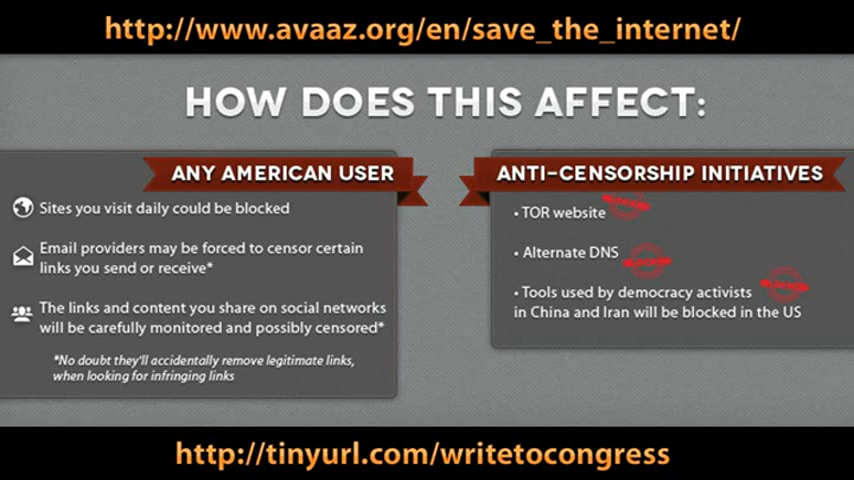 http://www.avaaz.org/en/save_the_internet/
HOW DOES THIS AFFECT:
ANY AMERICAN USER
Sites you visit daily could be blocked
Email providers may be forced to censor certain
links you send or receive*
The links and content you share on social networks
will be carefully monitored and possibly censored*
*No doubt they'll accidentally remove legitimate links,
when looking for infringing links
ANTI-CENSORSHIP INITIATIVES
• TOR website
• Alternate DNS
• Tools used by democracy activists
in China and Iran will be blocked in the US
http://tinyurl.com/writetocongress